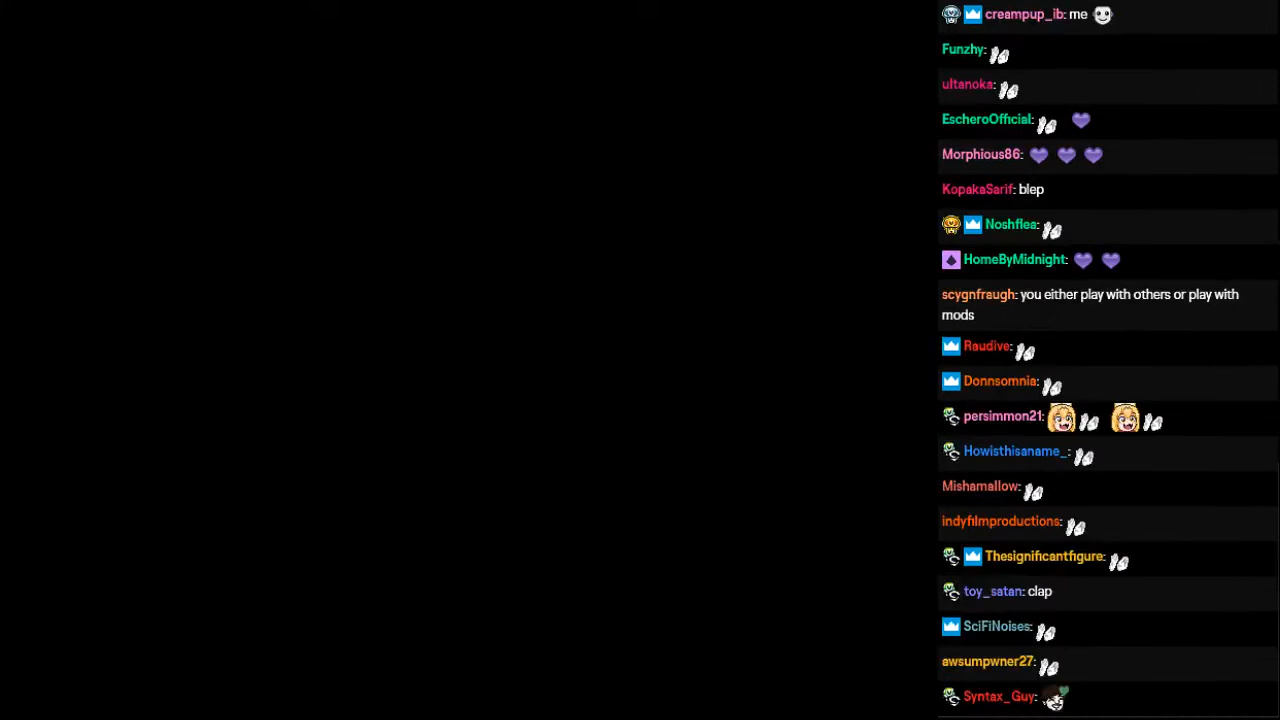 creampup_ib: me
Funzhy:
ultanoka:
EscheroOfficial:
Morphious86:
KopakaSarif: blep
Noshflea:
HomeByMidnight:
scygnfraugh: you either play with others or play with
mods
Raudive:
Donnsomnia:
persimmon21:
Howisthisaname_:
Mishamallow:
indyfilmproductions:
Thesignificantfigure:
toy_satan: clap
SciFiNoises:
awsumpwner27:
Syntax_Guy: